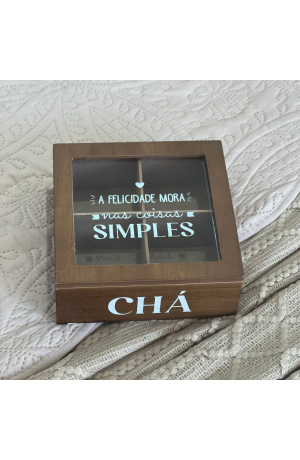 A FELICIDADE MORA
nas coisas
SIMPLES
CHÁ